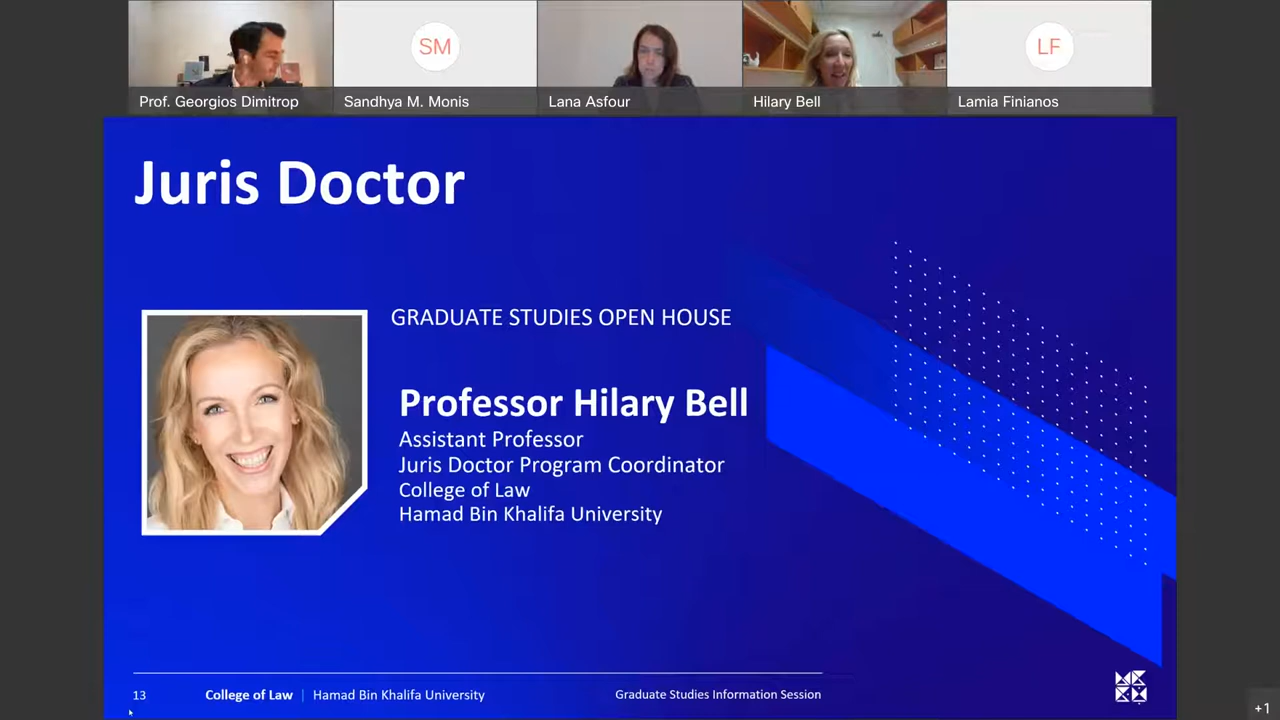 SM
LF
Prof. Georgios Dimitrop
Sandhya M. Monis
Lana Asfour
Hilary Bell
Lamia Finianos
Juris Doctor
GRADUATE STUDIES OPEN HOUSE
Professor Hilary Bell
Assistant Professor
Juris Doctor Program Coordinator
College of Law
Hamad Bin Khalifa University
13 College of Law | Hamad Bin Khalifa University Graduate Studies Information Session
+1